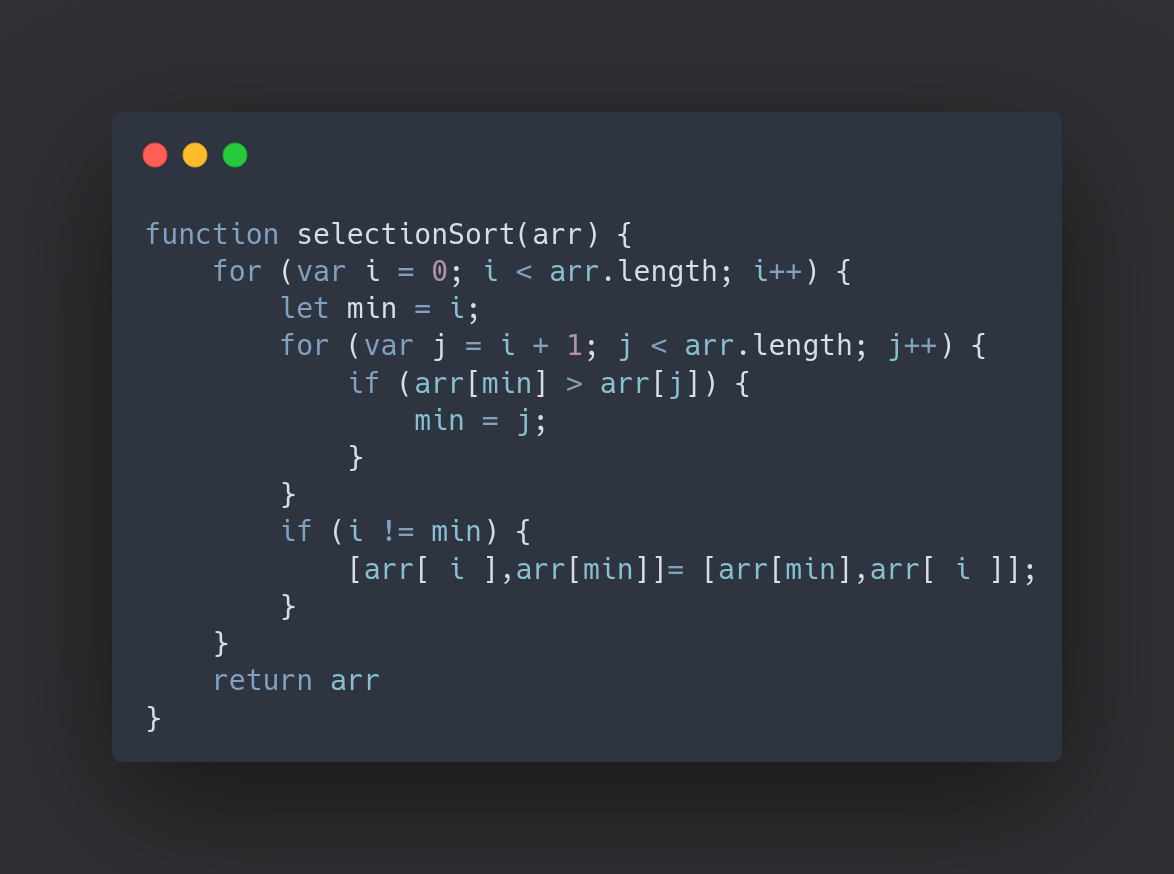 function selectionSort(arr) {
    for (var i = 0; i < arr.length; i++) {
        let min = i;
        for (var j = i + 1; j < arr.length; j++) {
            if (arr[min] > arr[j]) {
                min = j;
            }
        }
        if (i != min) {
            [arr[ i ],arr[min]]= [arr[min],arr[ i ]];
        }
    }
    return arr
}